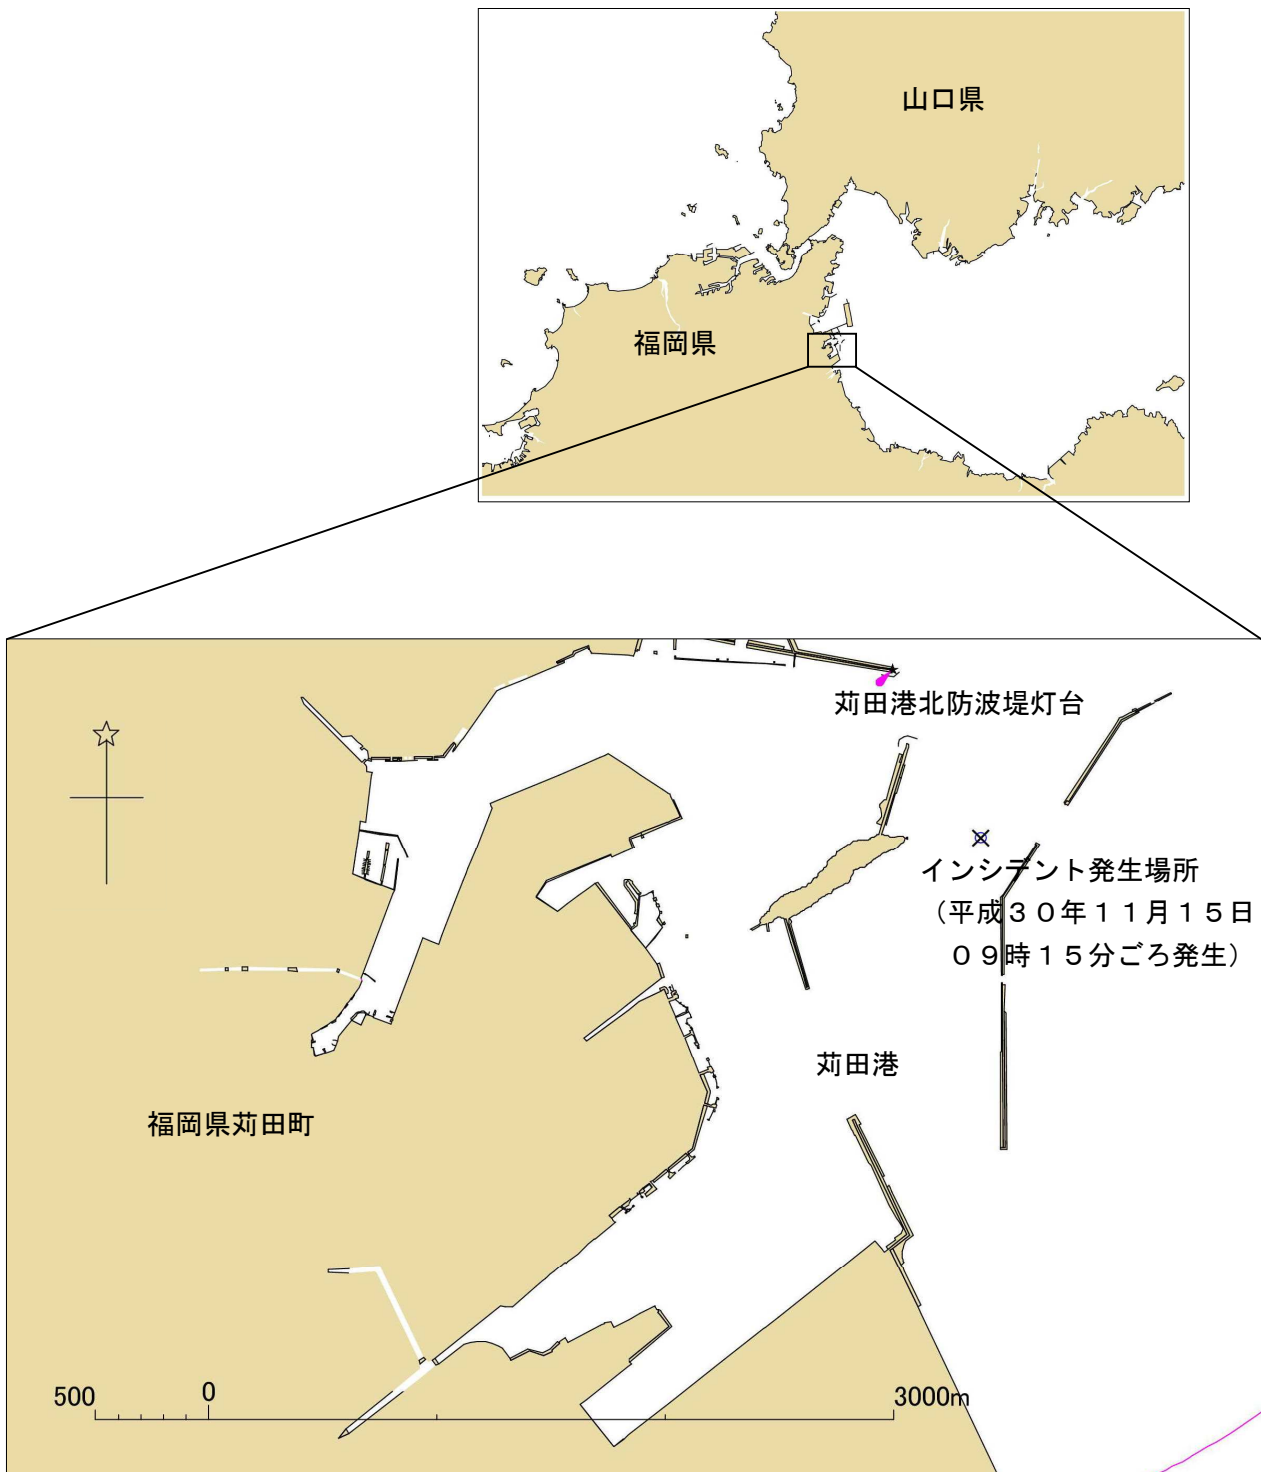 山口県
福岡県
苅田港北防波堤灯台
インシデント発生場所
（平成３０年１１月１５日
０９時１５分ごろ発生）
苅田港
福岡県苅田町
500 0 3000m